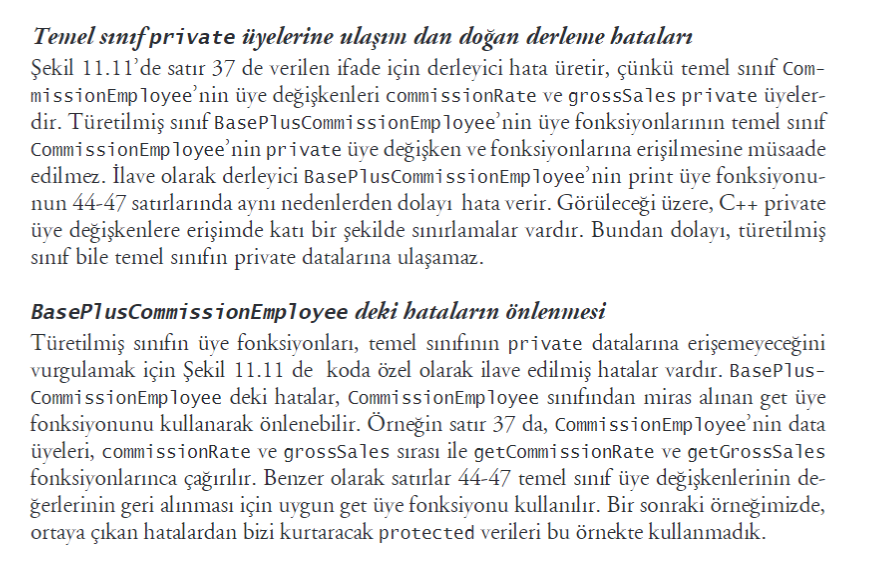 Temel sınıf private üyelerine ulaşım dan doğan derleme hataları
Şekil 11.11’de satır 37 de verilen ifade için derleyici hata üretir, çünkü temel sınıf Com-
missionEmployee’nin üye değişkenleri commissionRate ve grossSales private üyeler-
dir. Türetilmiş sınıf BasePlusCommissionEmployee’nin üye fonksiyonlarının temel sınıf
CommissionEmployee’nin private üye değişken ve fonksiyonlarına erişilmesine müsaade
edilmez. İlave olarak derleyici BasePlusCommissionEmployee’nin print üye fonksiyonu-
nun 44-47 satırlarında aynı nedenlerden dolayı hata verir. Görüleceği üzere, C++ private
üye değişkenlere erişimde katı bir şekilde sınırlamalar vardır. Bundan dolayı, türetilmiş
sınıf bile temel sınıfın private datalarına ulaşamaz.
BasePlusCommissionEmployee deki hataların önlenmesi
Türetilmiş sınıfın üye fonksiyonları, temel sınıfının private datalarına erişemeyeceğini
vurgulamak için Şekil 11.11 de koda özel olarak ilave edilmiş hatalar vardır. BasePlus-
CommissionEmployee deki hatalar, CommissionEmployee sınıfından miras alınan get üye
fonksiyonunu kullanarak önlenebilir. Örneğin satır 37 da, CommissionEmployee’nin data
üyeleri, commissionRate ve grossSales sırası ile getCommissionRate ve getGrossSales
fonksiyonlarınca çağırılır. Benzer olarak satırlar 44-47 temel sınıf üye değişkenlerinin de-
ğerlerinin geri alınması için uygun get üye fonksiyonu kullanılır. Bir sonraki örneğimizde,
ortaya çıkan hatalardan bizi kurtaracak protected verileri bu örnekte kullanmadık.